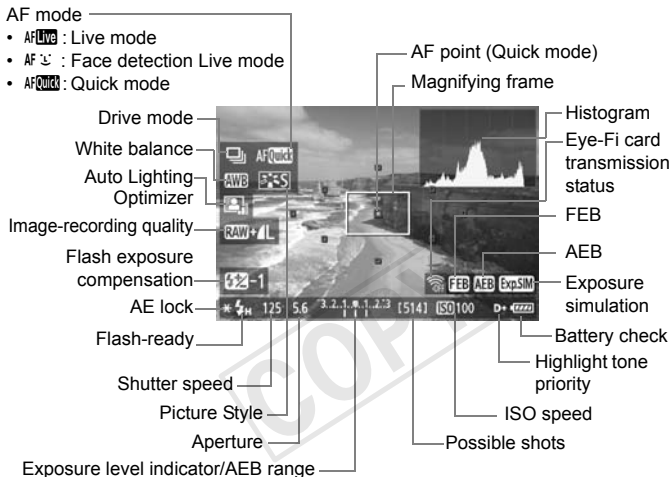 AF mode
• AF Live : Live mode
• AF : Face detection Live mode
• AF Quick : Quick mode
Drive mode
White balance
Auto Lighting
Optimizer
Image-recording quality
Flash exposure
compensation
AE lock
Flash-ready
Shutter speed
Picture Style
Aperture
Exposure level indicator/AEB range
AF point (Quick mode)
Magnifying frame
Histogram
Eye-Fi card
transmission
status
FEB
AEB
Exposure
simulation
Battery check
Highlight tone
priority
ISO speed
Possible shots
AF Quick
AWB S
RAW+L
-1
FEB AEB Exp.SIM
H 125 5.6 3..2..1..0..1..2..3 [514] ISO 100 D+
COPY